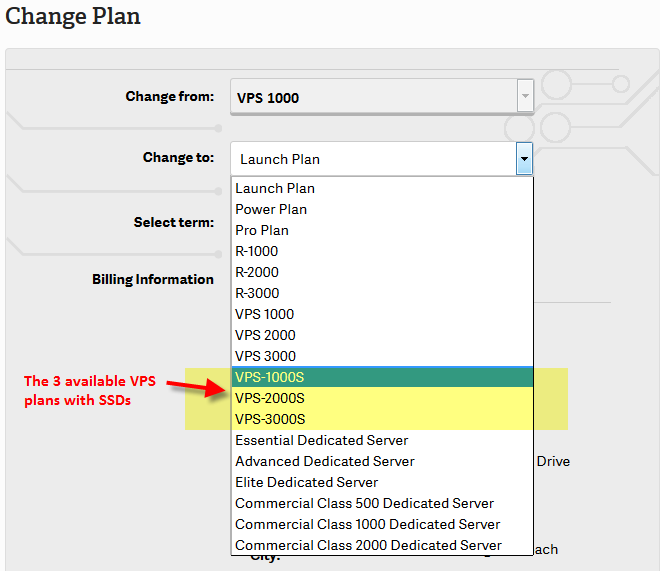 Change Plan
Change from: VPS 1000
Change to: Launch Plan
Launch Plan
Power Plan
Select term: Pro Plan
R-1000
R-2000
Billing Information
R-3000
VPS 1000
VPS 2000
VPS 3000
The 3 available VPS plans with SSDs
VPS-1000S
VPS-2000S
VPS-3000S
Essential Dedicated Server
Advanced Dedicated Server Drive
Elite Dedicated Server
Commercial Class 500 Dedicated Server
Commercial Class 1000 Dedicated Server
Commercial Class 2000 Dedicated Server ach
City: